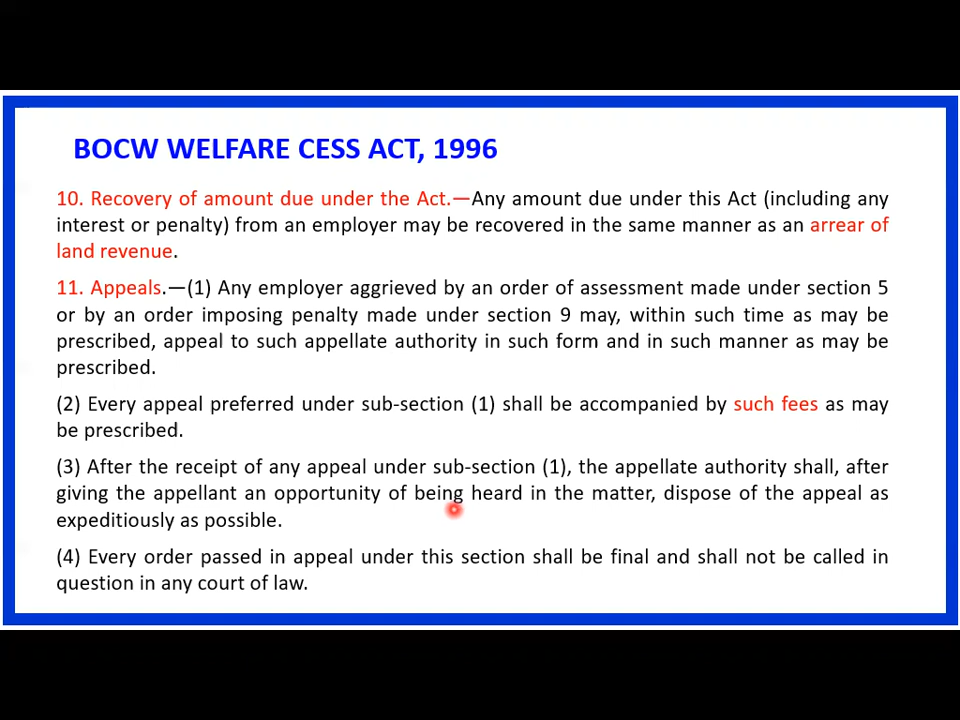 BOCW WELFARE CESS ACT, 1996
10. Recovery of amount due under the Act.—Any amount due under this Act (including any
interest or penalty) from an employer may be recovered in the same manner as an arrear of
land revenue.
11. Appeals.—(1) Any employer aggrieved by an order of assessment made under section 5
or by an order imposing penalty made under section 9 may, within such time as may be
prescribed, appeal to such appellate authority in such form and in such manner as may be
prescribed.
(2) Every appeal preferred under sub-section (1) shall be accompanied by such fees as may
be prescribed.
(3) After the receipt of any appeal under sub-section (1), the appellate authority shall, after
giving the appellant an opportunity of being heard in the matter, dispose of the appeal as
expeditiously as possible.
(4) Every order passed in appeal under this section shall be final and shall not be called in
question in any court of law.